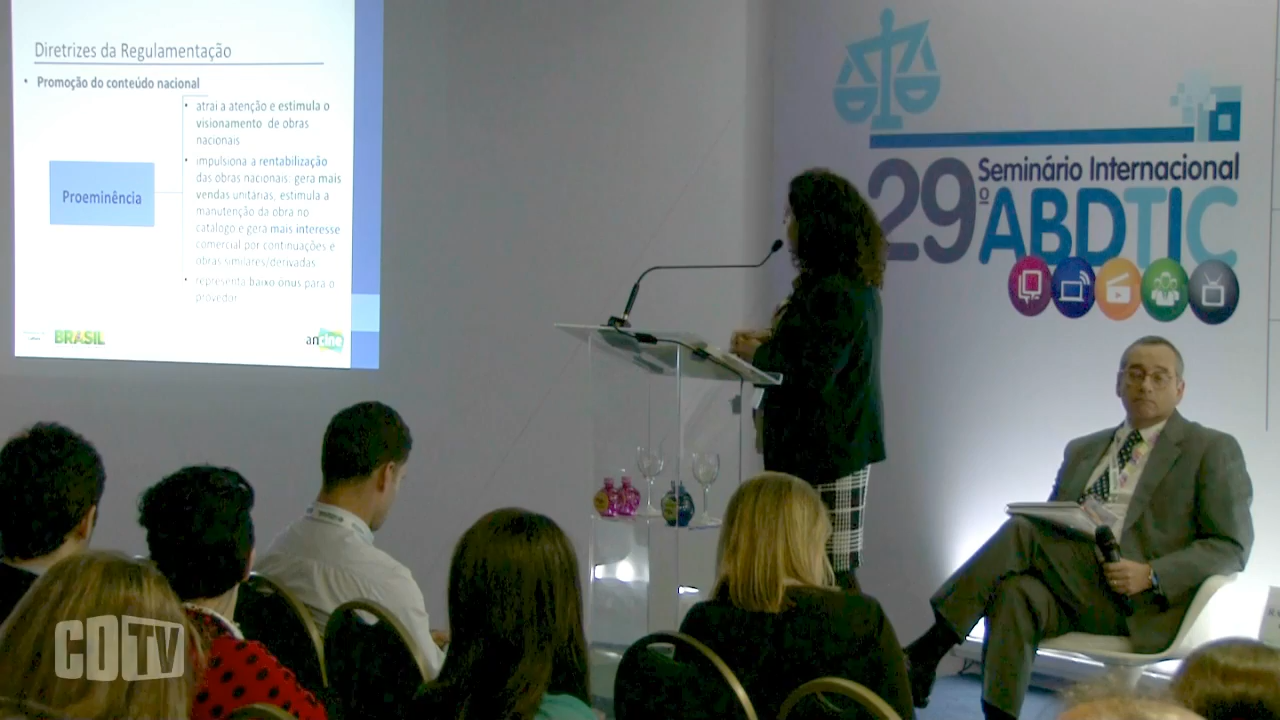 Diretrizes da Regulamentação
• Promoção do conteúdo nacional
• atrai a atenção e estimula o
visionamento de obras
nacionais
• impulsiona a rentabilização
das obras nacionais: gera mais
vendas unitárias, estimula a
manutenção da obra no
catálogo e gera mais interesse
comercial por continuações e
obras similares/derivadas
• representa baixo ônus para o
provedor
Proeminência
BRASIL
ancine
29º
Seminário Internacional
ABDTIC
CDTV